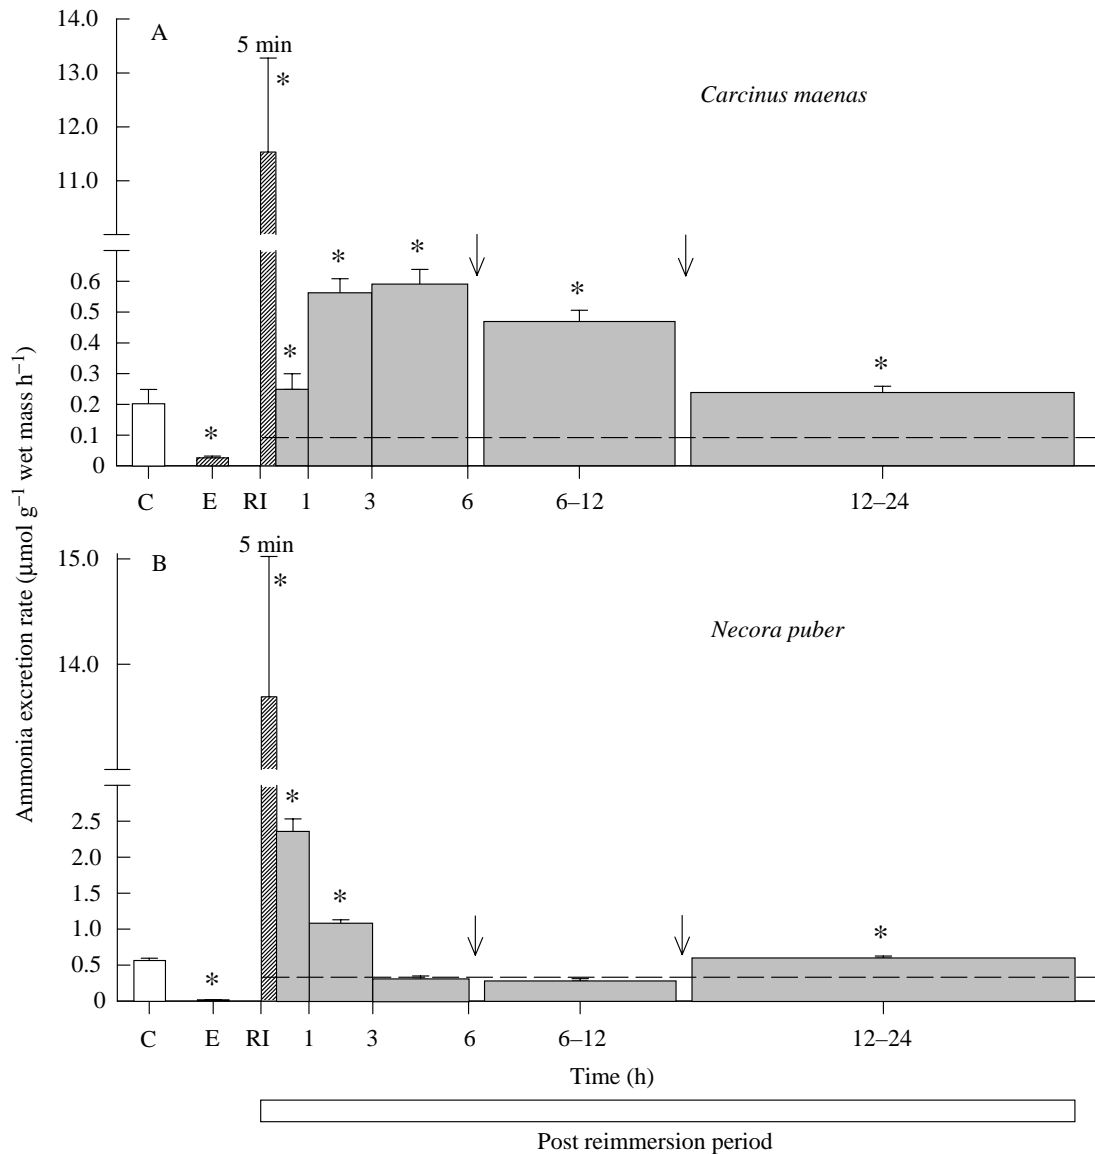 14.0
A
5 min
*
13.0
Carcinus maenas
12.0
11.0
* *
0.6
*
0.5
0.4
* *
0.3
0.2
*
0.1
0
C E RI 1 3 6 6–12 12–24
Ammonia excretion rate (μmol g⁻¹ wet mass h⁻¹)
5 min
15.0
B
*
Necora puber
14.0
*
2.5
2.0
*
1.5
*
1.0
*
0.5
0
C E RI 1 3 6 6–12 12–24
Time (h)
Post reimmersion period